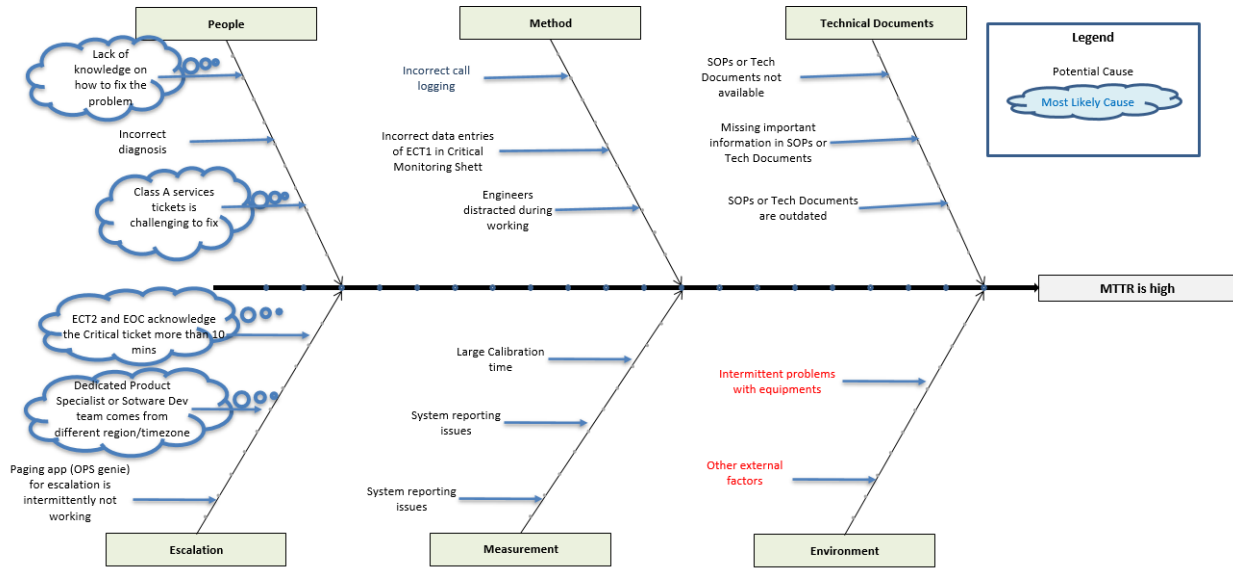 People
Lack of
knowledge on
how to fix the
problem
Incorrect
diagnosis
Class A services
tickets is
challenging to fix
Method
Incorrect call
logging
Incorrect data entries
of ECT1 in Critical
Monitoring Shett
Engineers
distracted during
working
Technical Documents
SOPs or Tech
Documents not
available
Missing important
information in SOPs or
Tech Documents
SOPs or Tech Documents
are outdated
Legend
Potential Cause
Most Likely Cause
MTTR is high
ECT2 and EOC acknowledge
the Critical ticket more than 10
mins
Dedicated Product
Specialist or Sotware Dev
team comes from
different region/timezone
Paging app (OPS genie)
for escalation is
intermittently not
working
Escalation
Large Calibration
time
System reporting
issues
System reporting
issues
Measurement
Intermittent problems
with equipments
Other external
factors
Environment